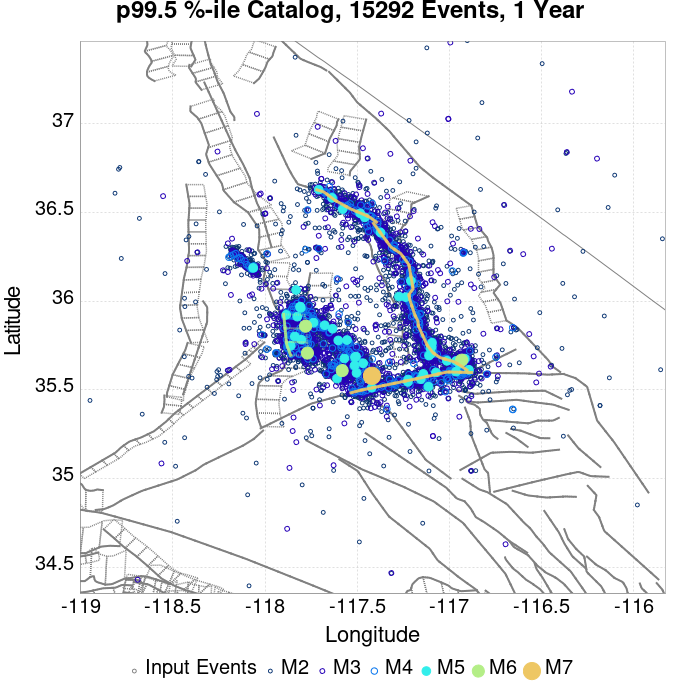 p99.5 %-ile Catalog, 15292 Events, 1 Year
37
36.5
36
35.5
35
34.5
Latitude
-119
-118.5
-118
-117.5
-117
-116.5
-116
Longitude
Input Events
M2
M3
M4
M5
M6
M7